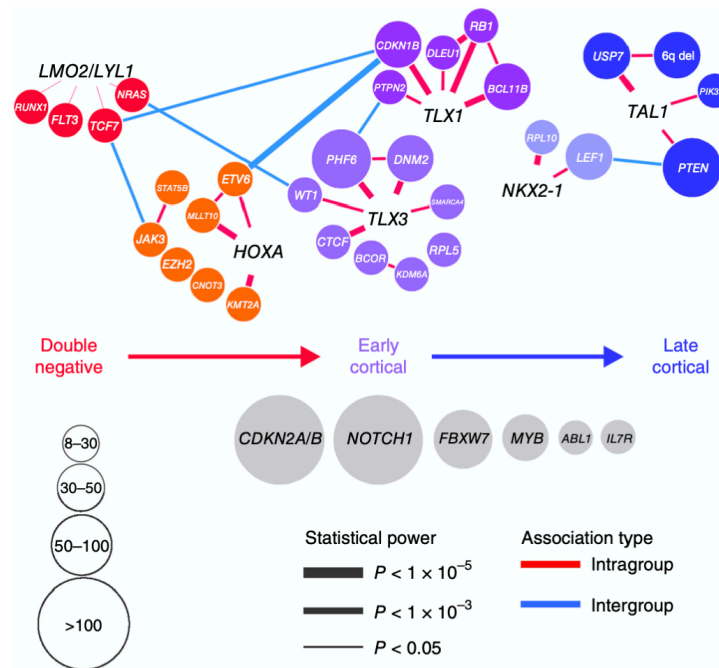 LMO2/LYL1
RUNX1
FLT3
TCF7
NRAS
CDKN1B
DLEU1
RB1
PTPN2
BCL11B
TLX1
USP7
6q del
PIK3
TAL1
PTEN
RPL10
LEF1
NKX2-1
PHF6
DNM2
WT1
SMARCA4
TLX3
CTCF
BCOR
KDM6A
RPL5
ETV6
STAT5B
MLLT10
JAK3
HOXA
EZH2
CNOT3
KMT2A
Double
negative
Early
cortical
Late
cortical
CDKN2A/B
NOTCH1
FBXW7
MYB
ABL1
IL7R
8–30
30–50
50–100
>100
Statistical power
P < 1 × 10⁻⁵
P < 1 × 10⁻³
P < 0.05
Association type
Intragroup
Intergroup